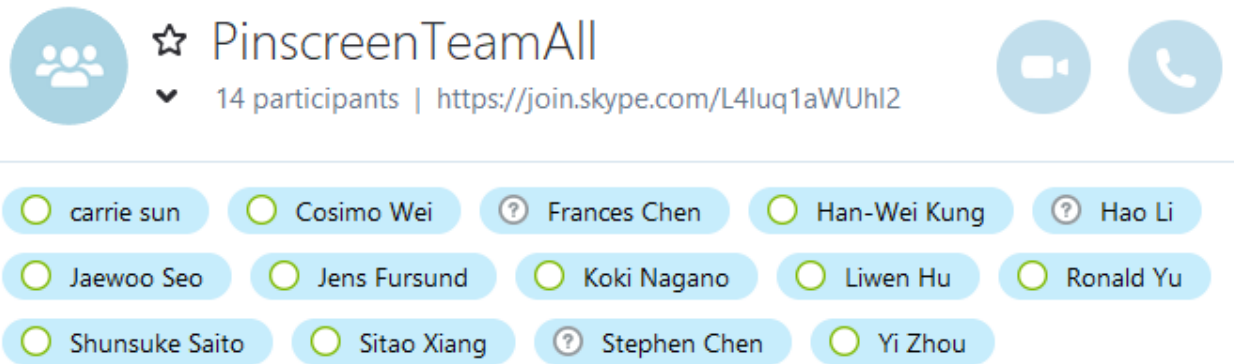 PinscreenTeamAll
14 participants | https://join.skype.com/L4luq1aWUhI2
carrie sun Cosimo Wei Frances Chen Han-Wei Kung Hao Li
Jaewoo Seo Jens Fursund Koki Nagano Liwen Hu Ronald Yu
Shunsuke Saito Sitao Xiang Stephen Chen Yi Zhou